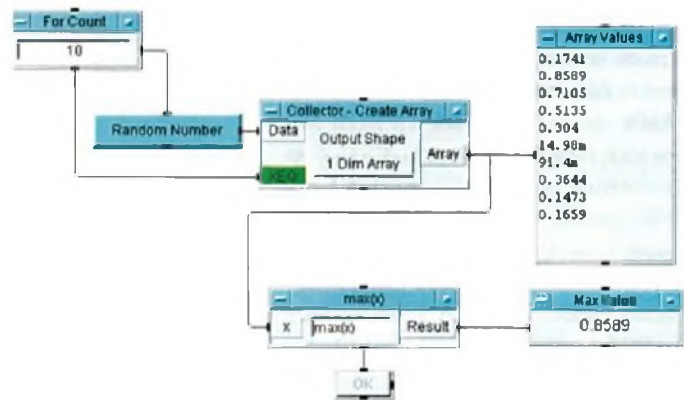 For Count
10
Random Number
Collector - Create Array
Data
Output Shape
1 Dim Array
XEQ
Array
Array Values
0.1741
0.8589
0.7105
0.5135
0.304
14.98m
91.4m
0.3644
0.1473
0.1659
max(x)
x
max(x)
Result
Max Value
0.8589
OK